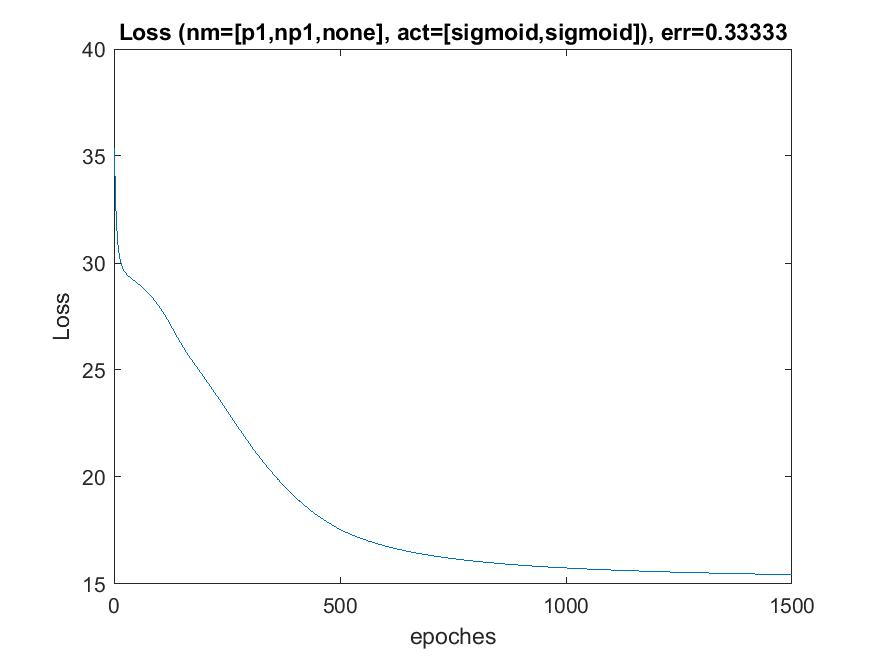 Loss (nm=[p1,np1,none], act=[sigmoid,sigmoid]), err=0.33333
40
35
30
25
20
15
Loss
0 500 1000 1500
epoches